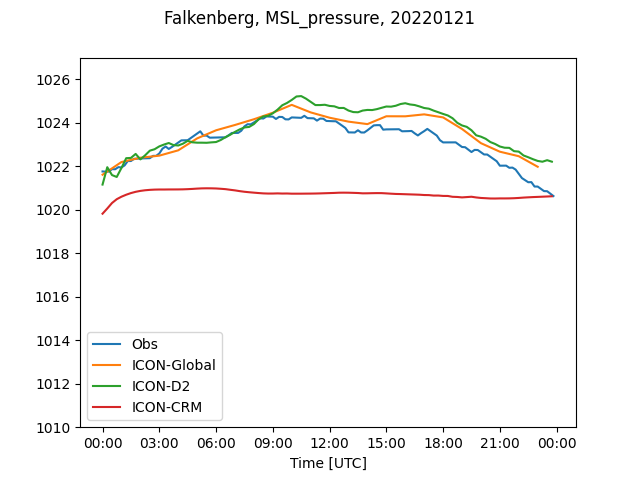 Falkenberg, MSL_pressure, 20220121
1026
1024
1022
1020
1018
1016
1014
1012
1010
Obs
ICON-Global
ICON-D2
ICON-CRM
00:00 03:00 06:00 09:00 12:00 15:00 18:00 21:00 00:00
Time [UTC]